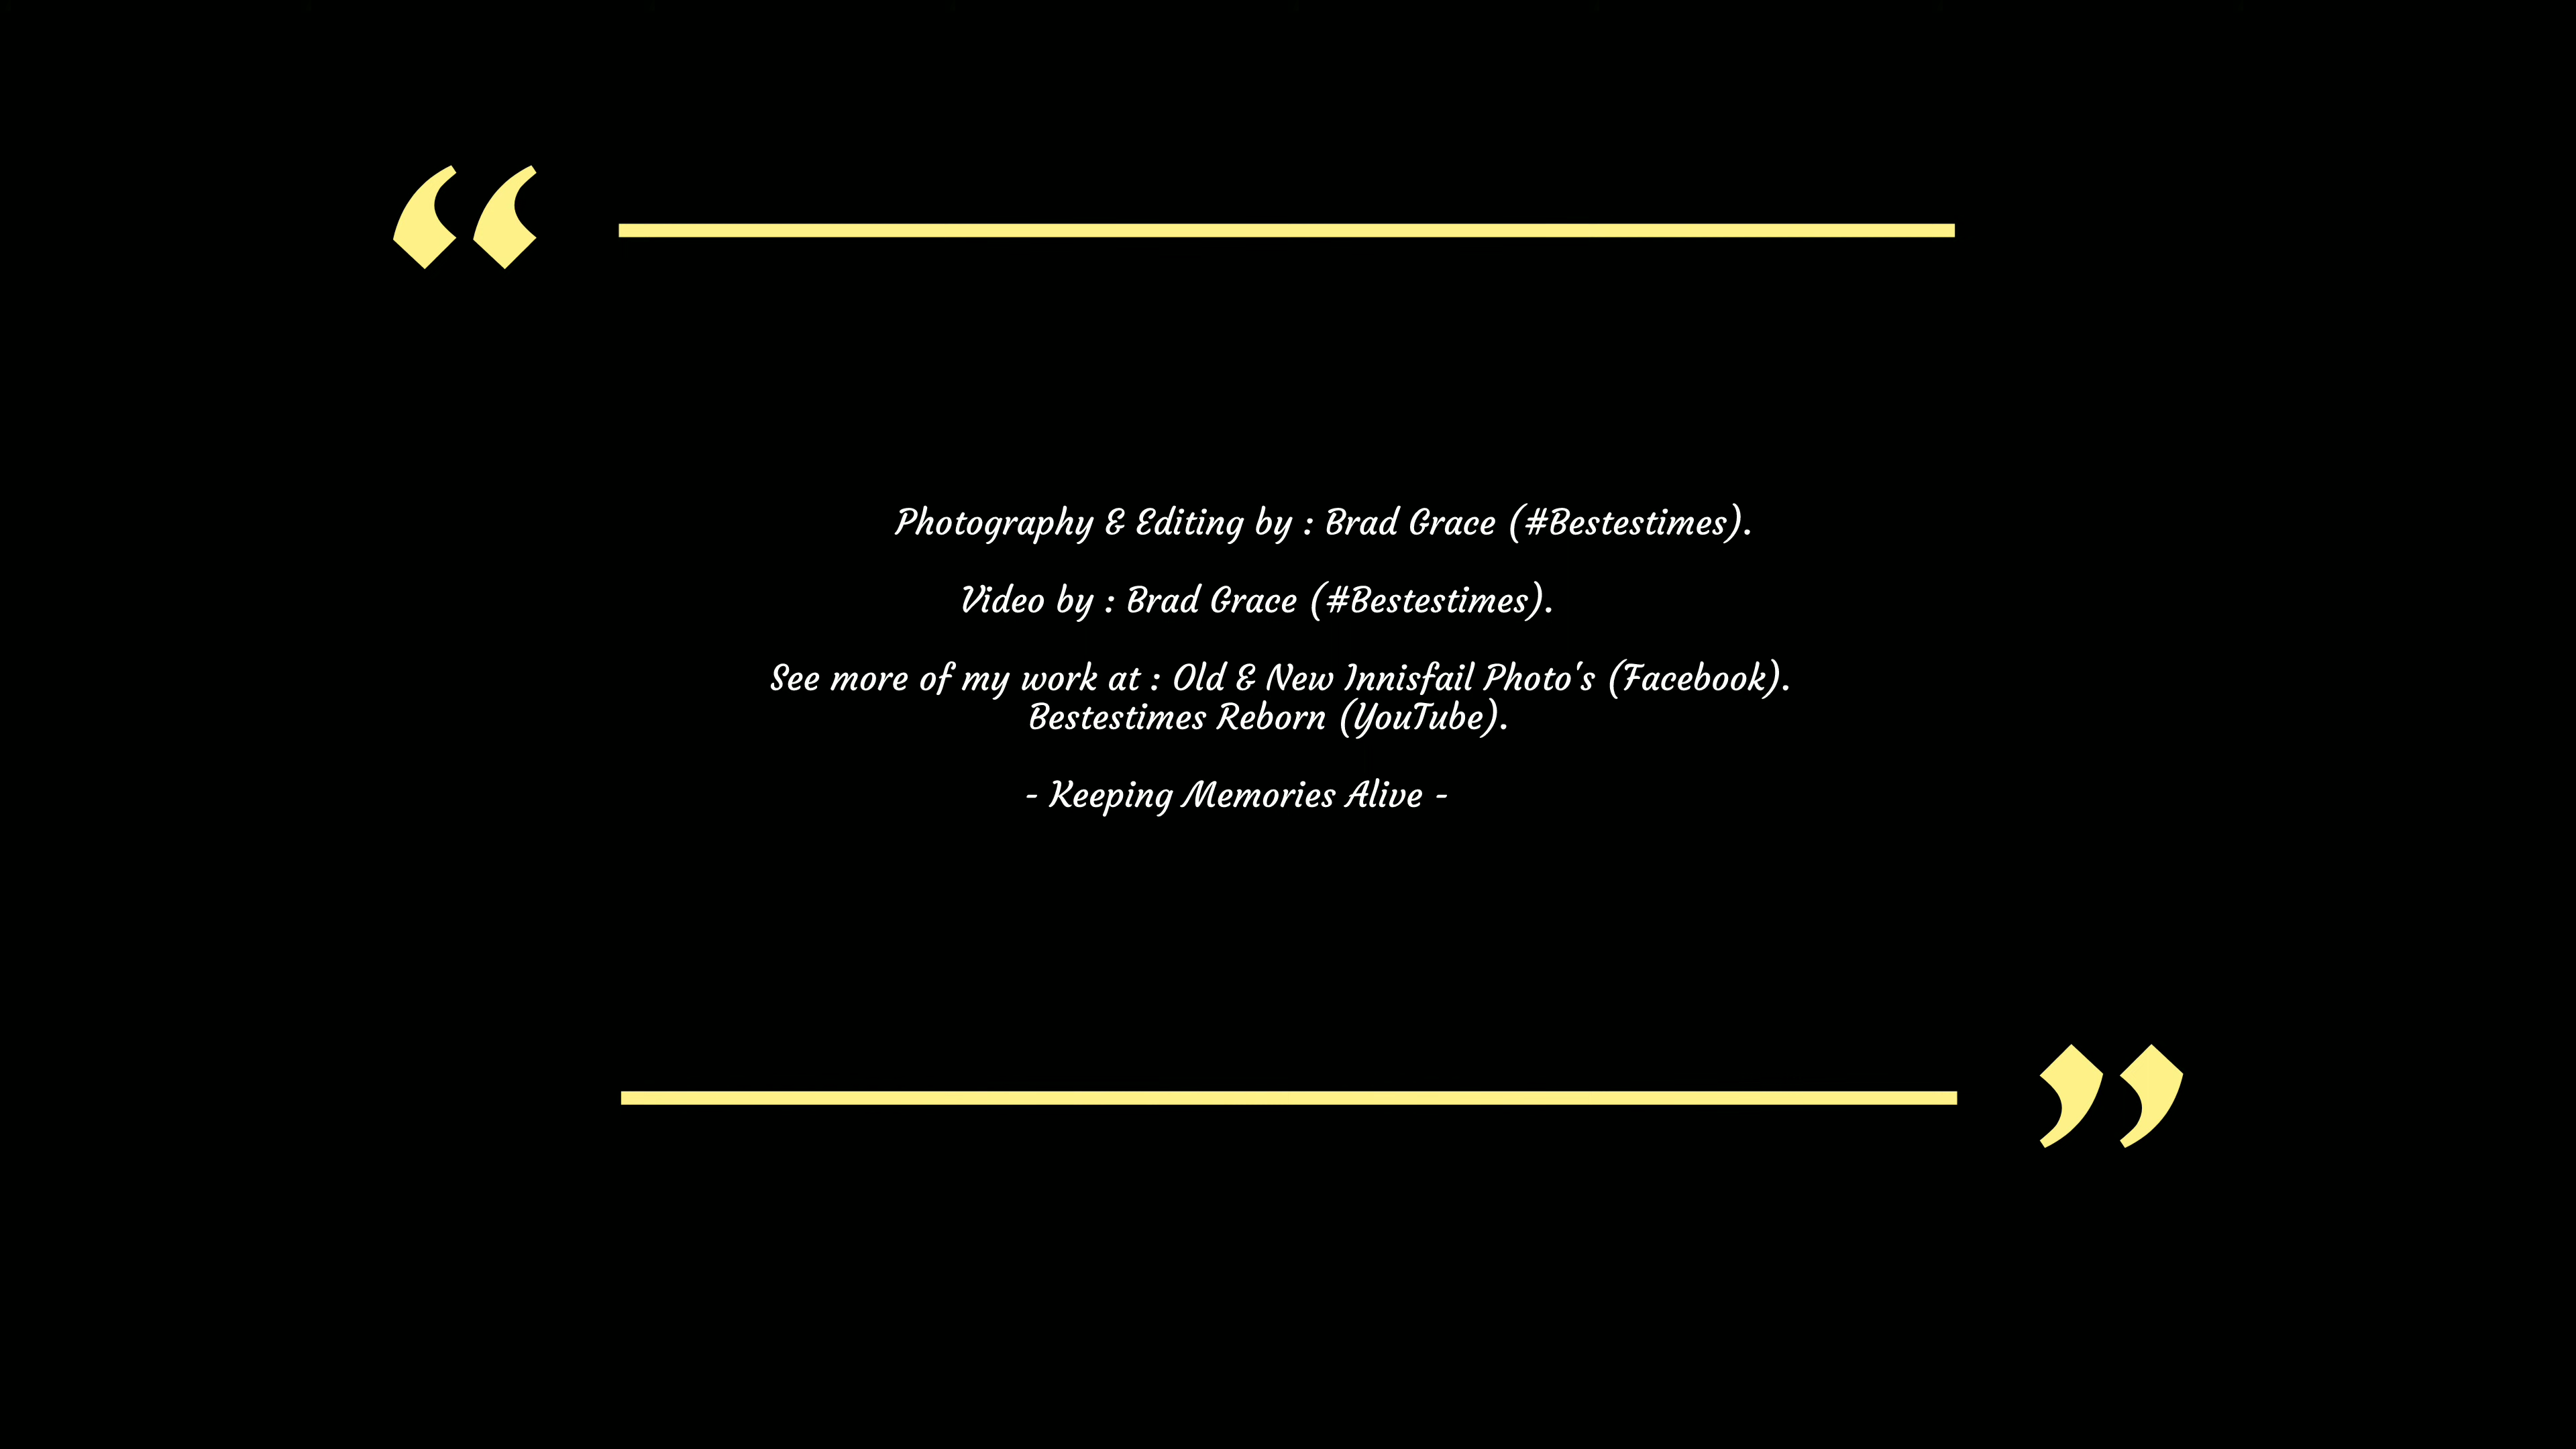 “
Photography & Editing by : Brad Grace (#Bestestimes).
Video by : Brad Grace (#Bestestimes).
See more of my work at : Old & New Innisfail Photo's (Facebook).
Bestestimes Reborn (YouTube).
- Keeping Memories Alive -
”